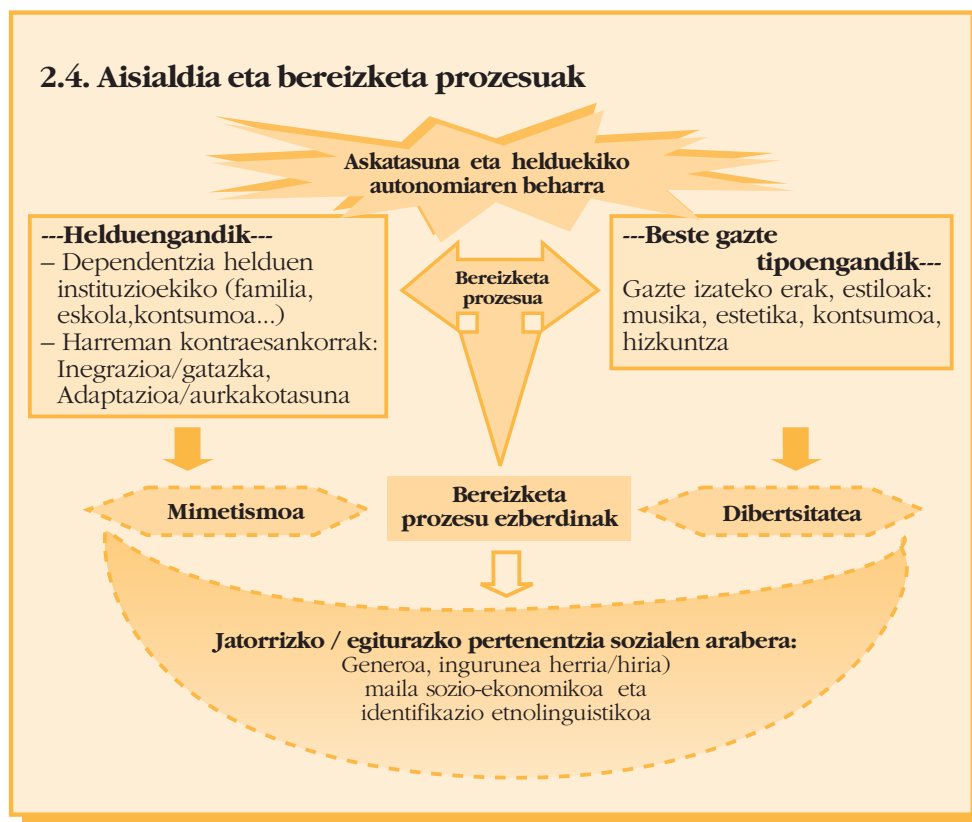 2.4. Aisialdia eta bereizketa prozesuak
Askatasuna eta helduekiko
autonomiaren beharra
---Helduengandik---
– Dependentzia helduen
instituzioekiko (familia,
eskola,kontsumoa...)
– Harreman kontraesankorrak:
Inegrazioa/gatazka,
Adaptazioa/aurkakotasuna
Bereizketa
prozesua
---Beste gazte
tipoengandik---
Gazte izateko erak, estiloak:
musika, estetika, kontsumoa,
hizkuntza
Mimetismoa
Bereizketa
prozesu ezberdinak
Dibertsitatea
Jatorrizko / egiturazko pertenentzia sozialen arabera:
Generoa, ingurunea herria/hiria)
maila sozio-ekonomikoa eta
identifikazio etnolinguistikoa